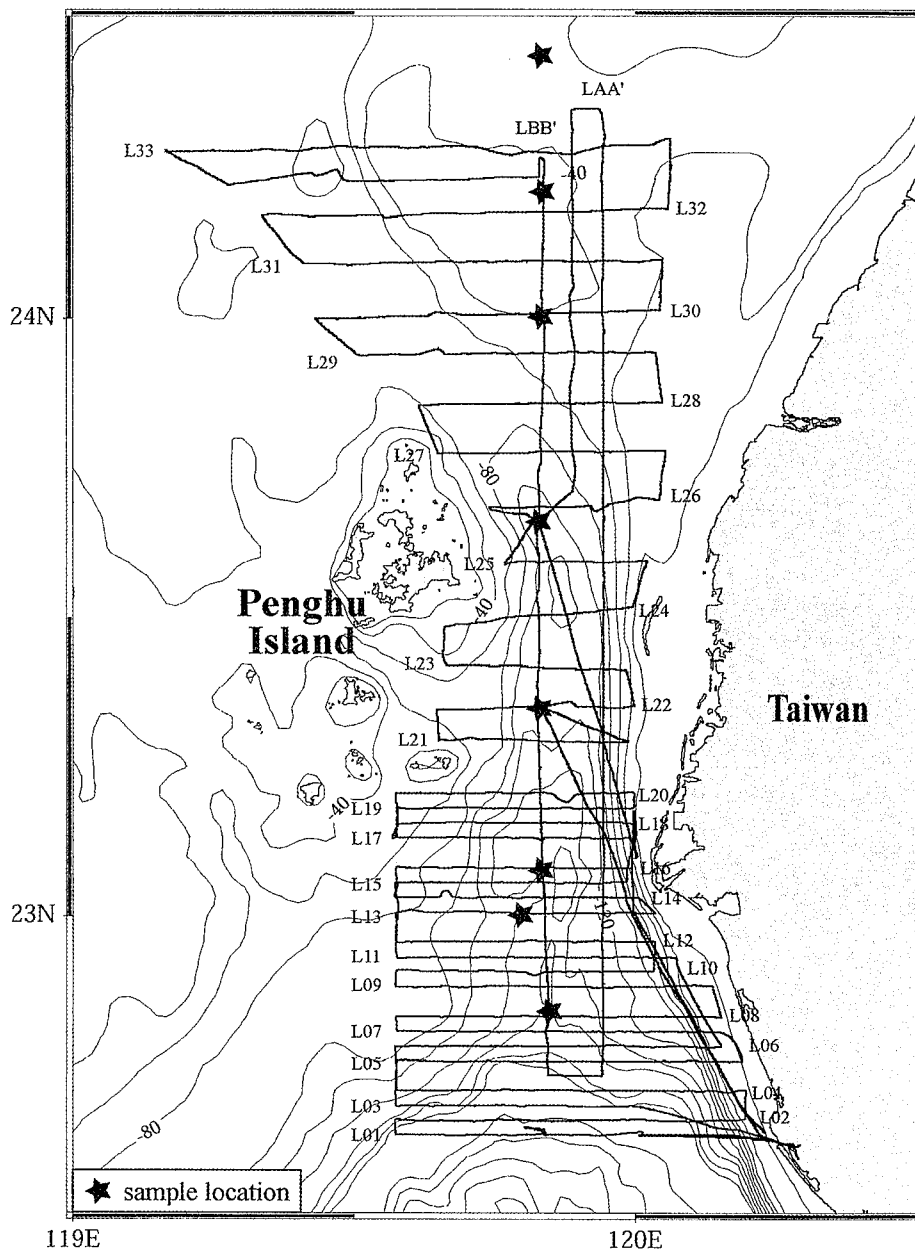 LAA'
LBB'
L33
-40
L32
L31
24N
L30
L29
L28
L27
-80
L26
L25
Penghu
Island
-40
L24
L23
L22
Taiwan
L21
L20
L19
-40
L18
L17
L16
L15
L14
-120
L13
23N
L12
L11
L10
L09
L08
L07
L06
L05
L04
L03
L02
-80
L01
sample location
119E
120E